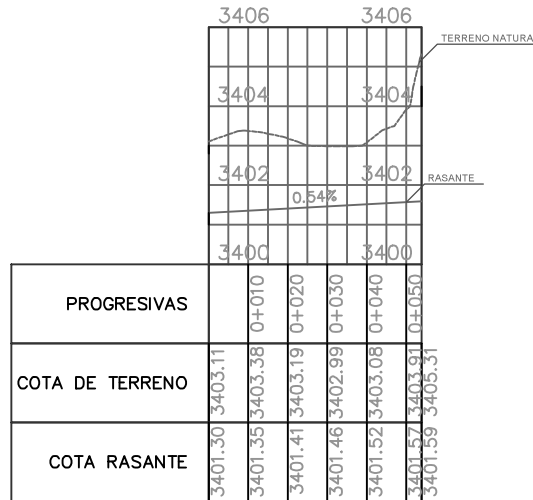 3406 3406
TERRENO NATURA
3404 3404
3402 3402
RASANTE
0.54%
3400 3400
PROGRESIVAS 0+010 0+020 0+030 0+040 0+050
COTA DE TERRENO 3403.11 3403.38 3403.19 3402.99 3403.08 3403.91 3405.31
COTA RASANTE 3401.30 3401.35 3401.41 3401.46 3401.52 3401.57 3401.59